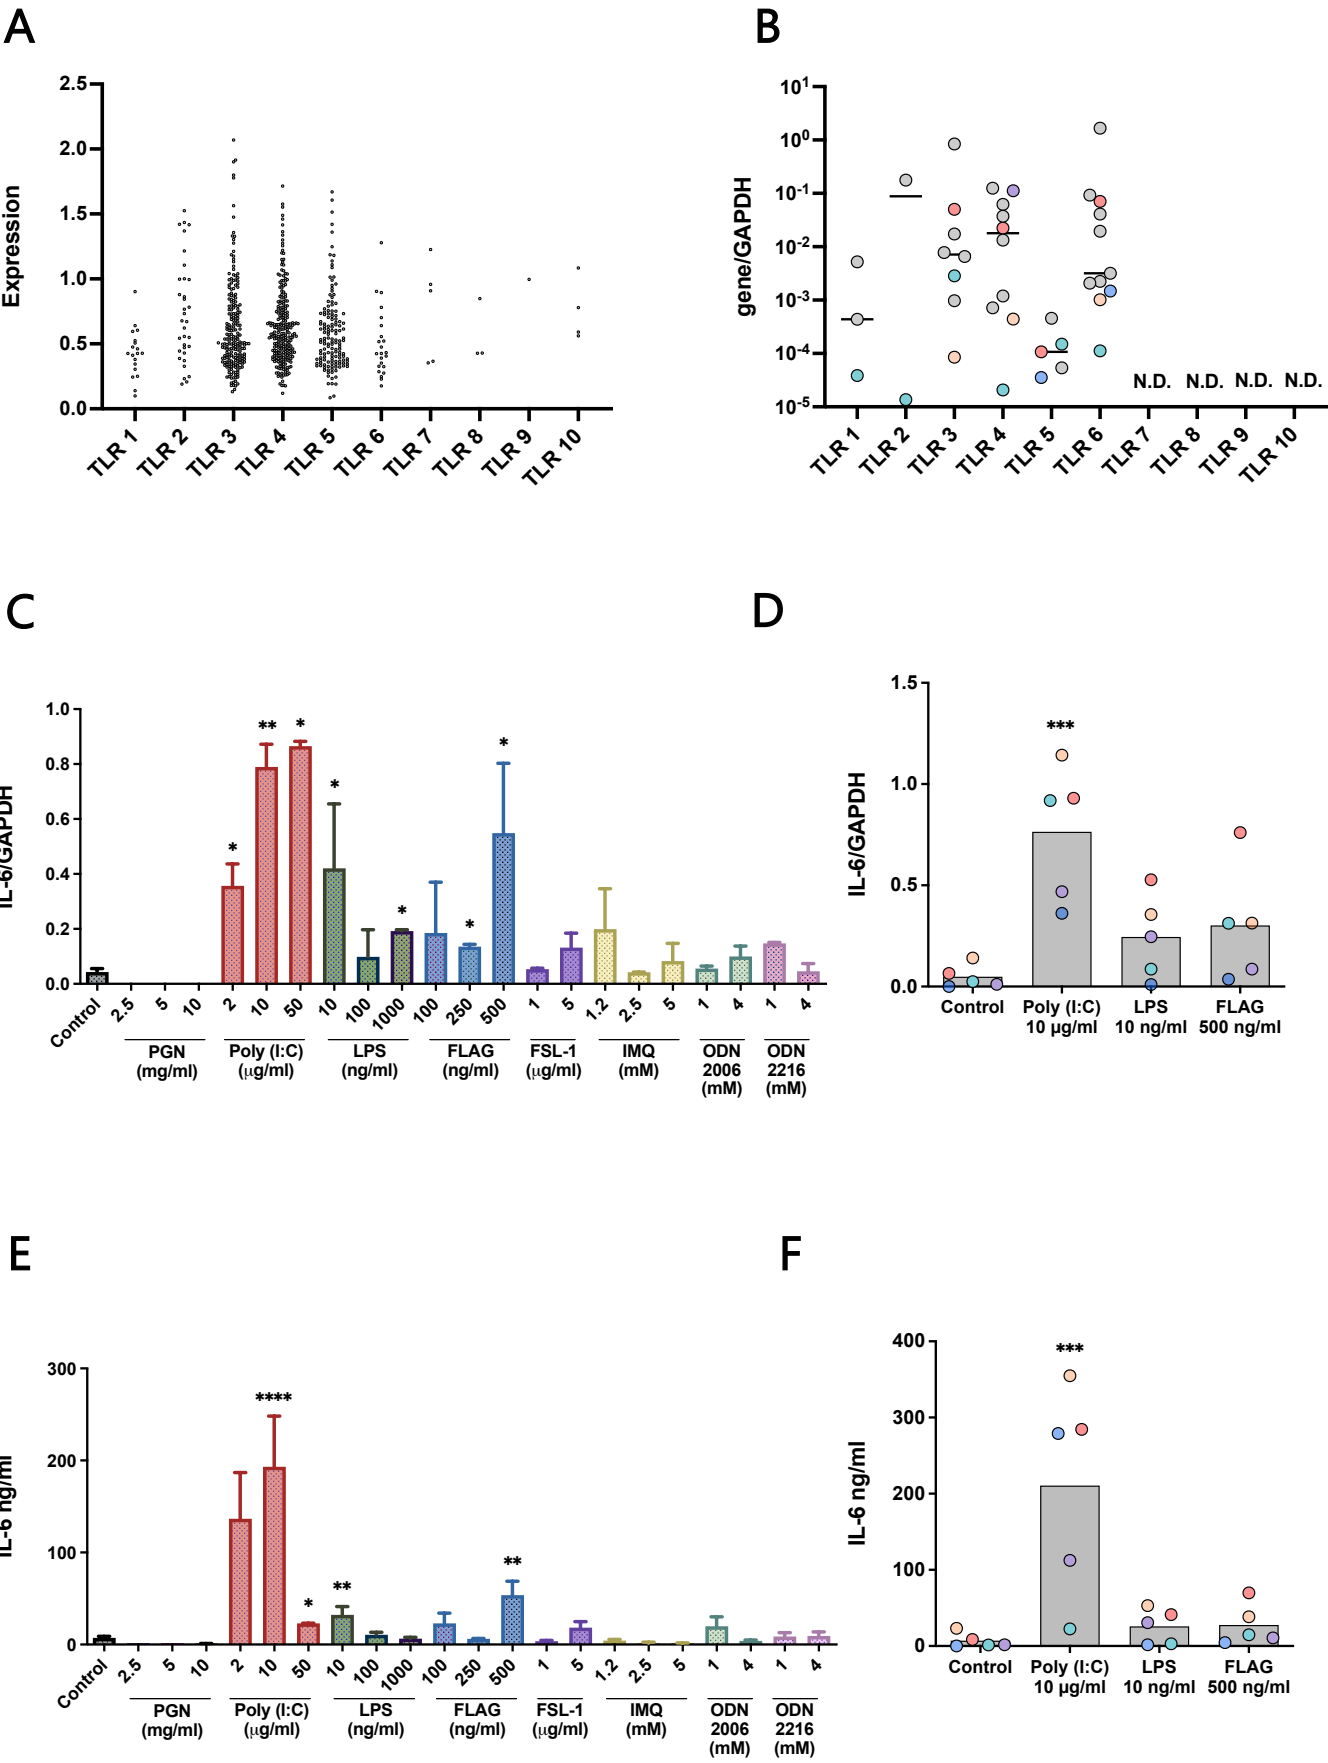 A
2.5
2.0
1.5
1.0
0.5
0.0
Expression
TLR 1
TLR 2
TLR 3
TLR 4
TLR 5
TLR 6
TLR 7
TLR 8
TLR 9
TLR 10
B
10¹
10⁰
10⁻¹
10⁻²
10⁻³
10⁻⁴
10⁻⁵
gene/GAPDH
N.D.
N.D.
N.D.
N.D.
TLR 1
TLR 2
TLR 3
TLR 4
TLR 5
TLR 6
TLR 7
TLR 8
TLR 9
TLR 10
C
1.0
0.8
0.6
0.4
0.2
0.0
IL-6/GAPDH
*
**
*
*
*
*
*
Control
2.5
5
10
2
10
50
10
100
1000
100
250
500
1
5
1.2
2.5
5
1
4
1
4
PGN
(mg/ml)
Poly (I:C)
(μg/ml)
LPS
(ng/ml)
FLAG
(ng/ml)
FSL-1
(μg/ml)
IMQ
(mM)
ODN
2006
(mM)
ODN
2216
(mM)
D
1.5
1.0
0.5
0.0
IL-6/GAPDH
***
Control
Poly (I:C)
10 μg/ml
LPS
10 ng/ml
FLAG
500 ng/ml
E
300
200
100
0
IL-6 ng/ml
****
*
**
**
Control
2.5
5
10
2
10
50
10
100
1000
100
250
500
1
5
1.2
2.5
5
1
4
1
4
PGN
(mg/ml)
Poly (I:C)
(μg/ml)
LPS
(ng/ml)
FLAG
(ng/ml)
FSL-1
(μg/ml)
IMQ
(mM)
ODN
2006
(mM)
ODN
2216
(mM)
F
400
300
200
100
0
IL-6 ng/ml
***
Control
Poly (I:C)
10 μg/ml
LPS
10 ng/ml
FLAG
500 ng/ml